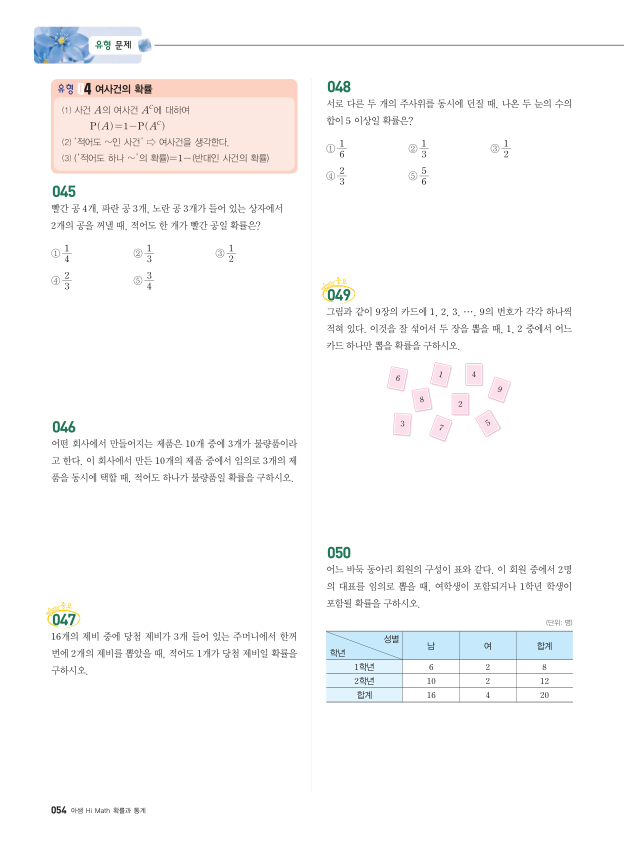 유형 문제
유형 04 여사건의 확률
(1) 사건 A의 여사건 Aᶜ에 대하여
P(A)=1-P(Aᶜ)
(2) '적어도 ~인 사건' ⇨ 여사건을 생각한다.
(3) ('적어도 하나 ~'의 확률)=1-(반대인 사건의 확률)
045
빨간 공 4개, 파란 공 3개, 노란 공 3개가 들어 있는 상자에서
2개의 공을 꺼낼 때, 적어도 한 개가 빨간 공일 확률은?
① 1/4 ② 1/3 ③ 1/2
④ 2/3 ⑤ 3/4
046
어떤 회사에서 만들어지는 제품은 10개 중에 3개가 불량품이라
고 한다. 이 회사에서 만든 10개의 제품 중에서 임의로 3개의 제
품을 동시에 택할 때, 적어도 하나가 불량품일 확률을 구하시오.
중요
047
16개의 제비 중에 당첨 제비가 3개 들어 있는 주머니에서 한꺼
번에 2개의 제비를 뽑았을 때, 적어도 1개가 당첨 제비일 확률을
구하시오.
048
서로 다른 두 개의 주사위를 동시에 던질 때, 나온 두 눈의 수의
합이 5 이상일 확률은?
① 1/6 ② 1/3 ③ 1/2
④ 2/3 ⑤ 5/6
중요
049
그림과 같이 9장의 카드에 1, 2, 3, ⋯, 9의 번호가 각각 하나씩
적혀 있다. 이것을 잘 섞어서 두 장을 뽑을 때, 1, 2 중에서 어느
카드 하나만 뽑을 확률을 구하시오.
6 1 4 9
8 2
3 7 5
050
어느 바둑 동아리 회원의 구성이 표와 같다. 이 회원 중에서 2명
의 대표를 임의로 뽑을 때, 여학생이 포함되거나 1학년 학생이
포함될 확률을 구하시오.
(단위: 명)
성별 학년 남 여 합계
1학년 6 2 8
2학년 10 2 12
합계 16 4 20
054 아샘 Hi Math 확률과 통계